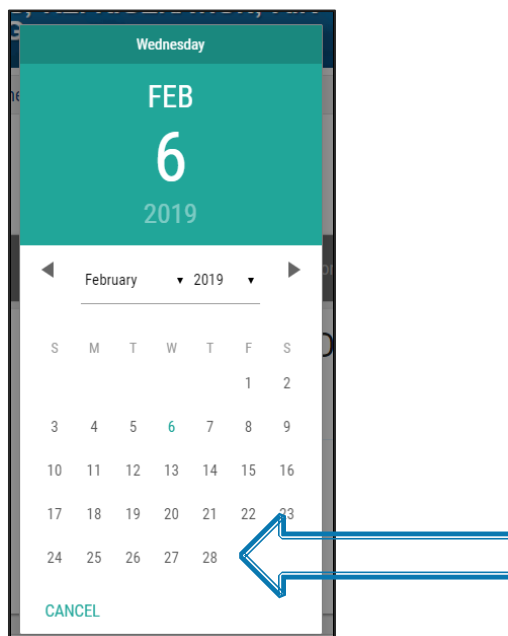 Wednesday
FEB
6
2019
February 2019
S M T W T F S
1 2
3 4 5 6 7 8 9
10 11 12 13 14 15 16
17 18 19 20 21 22 23
24 25 26 27 28
CANCEL